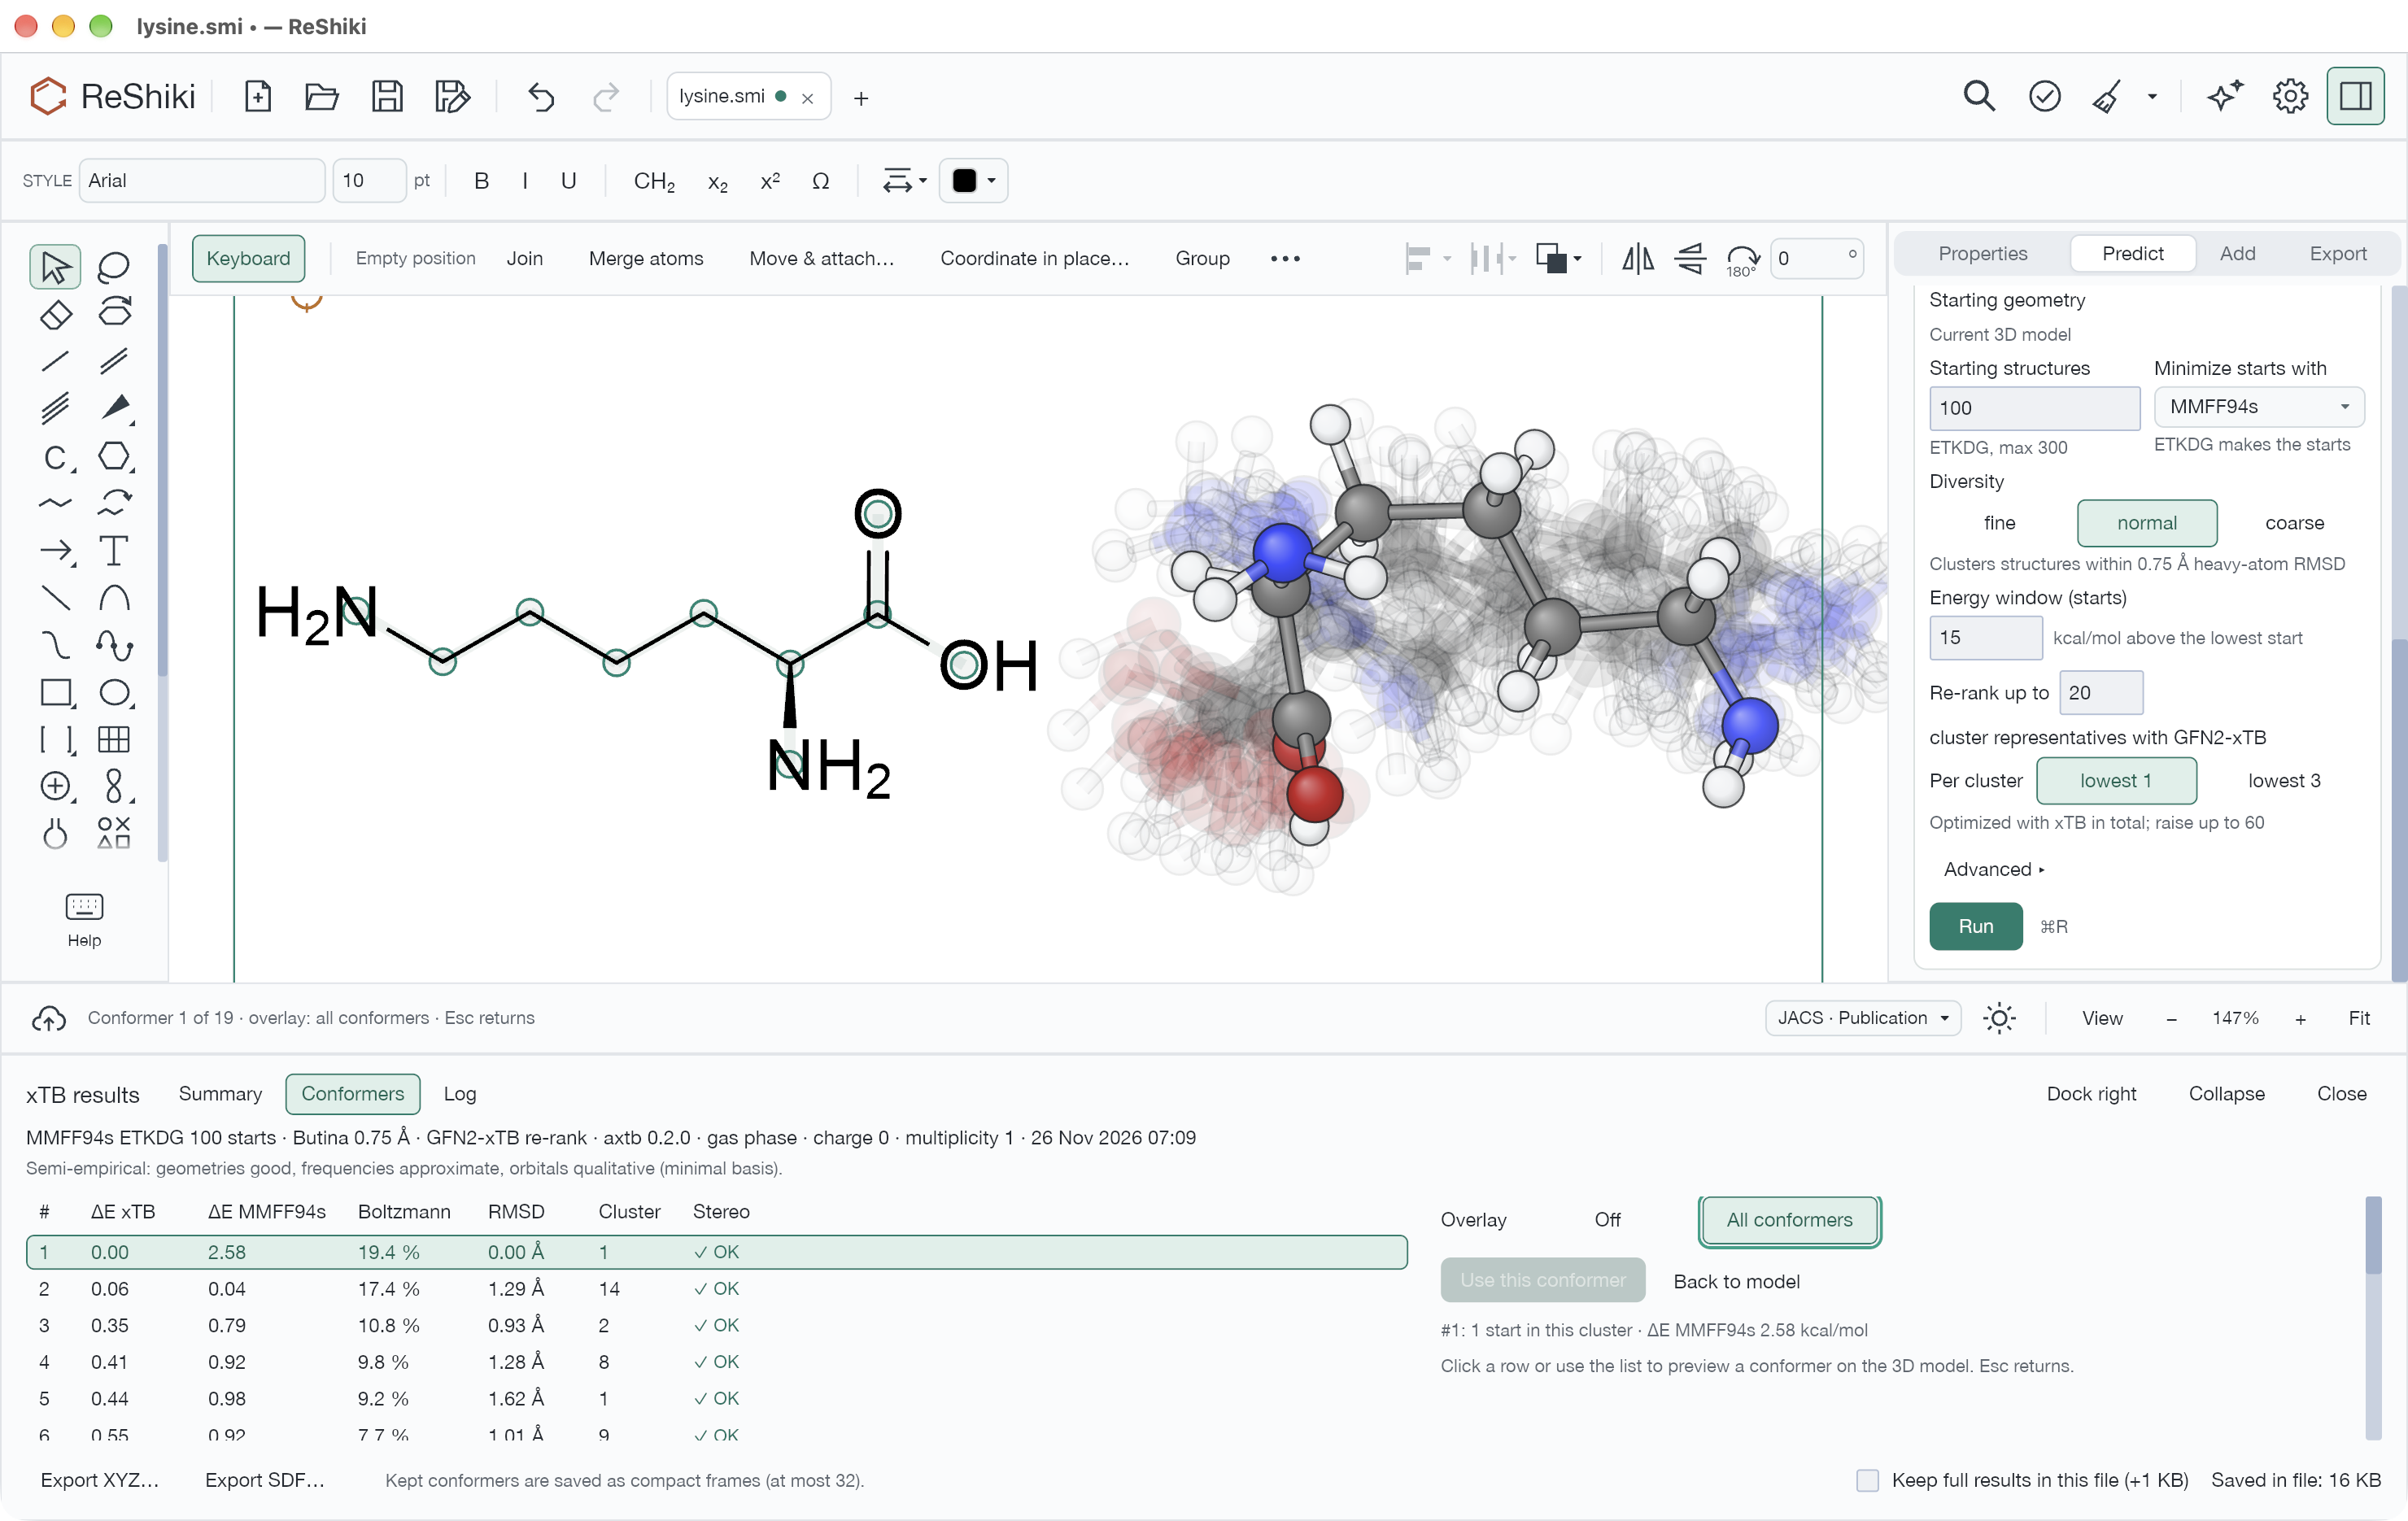 lysine.smi • — ReShiki
ReShiki
lysine.smi
STYLE Arial 10 pt B I U CH₂ x₂ x² Ω
Keyboard Empty position Join Merge atoms Move & attach... Coordinate in place... Group ••• 180° 0 °
Properties Predict Add Export
Starting geometry
Current 3D model
Starting structures Minimize starts with
100 MMFF94s
ETKDG, max 300 ETKDG makes the starts
Diversity
fine normal coarse
Clusters structures within 0.75 Å heavy-atom RMSD
Energy window (starts)
15 kcal/mol above the lowest start
Re-rank up to 20
cluster representatives with GFN2-xTB
Per cluster lowest 1 lowest 3
Optimized with xTB in total; raise up to 60
Advanced ▸
Run ⌘R
C
T
Help
O
H₂N
OH
NH₂
Conformer 1 of 19 · overlay: all conformers · Esc returns
JACS · Publication View − 147% + Fit
xTB results Summary Conformers Log Dock right Collapse Close
MMFF94s ETKDG 100 starts · Butina 0.75 Å · GFN2-xTB re-rank · axtb 0.2.0 · gas phase · charge 0 · multiplicity 1 · 26 Nov 2026 07:09
Semi-empirical: geometries good, frequencies approximate, orbitals qualitative (minimal basis).
# ΔE xTB ΔE MMFF94s Boltzmann RMSD Cluster Stereo
1 0.00 2.58 19.4 % 0.00 Å 1 ✓ OK
2 0.06 0.04 17.4 % 1.29 Å 14 ✓ OK
3 0.35 0.79 10.8 % 0.93 Å 2 ✓ OK
4 0.41 0.92 9.8 % 1.28 Å 8 ✓ OK
5 0.44 0.98 9.2 % 1.62 Å 1 ✓ OK
6 0.55 0.92 7.7 % 1.01 Å 9 ✓ OK
Overlay Off All conformers
Use this conformer Back to model
#1: 1 start in this cluster · ΔE MMFF94s 2.58 kcal/mol
Click a row or use the list to preview a conformer on the 3D model. Esc returns.
Export XYZ... Export SDF... Kept conformers are saved as compact frames (at most 32).
Keep full results in this file (+1 KB) Saved in file: 16 KB